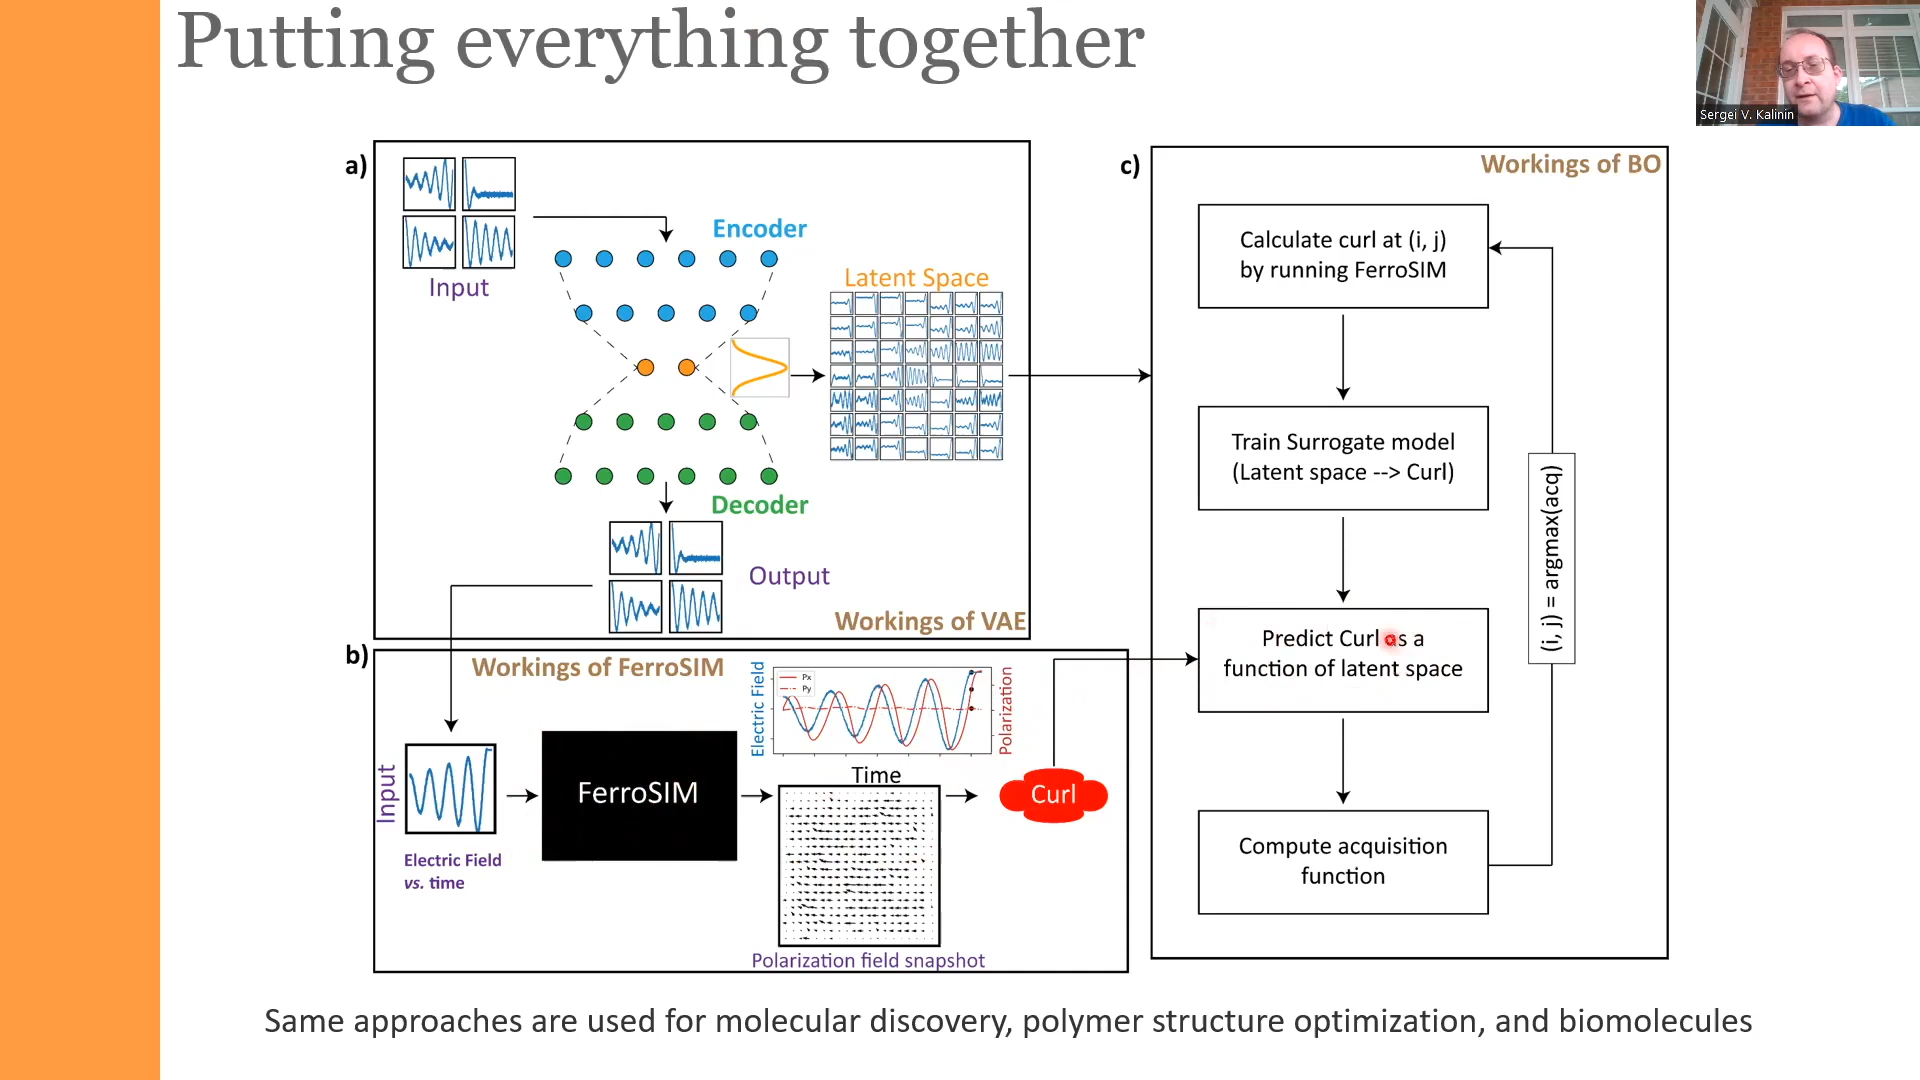 Putting everything together
Sergei V. Kalinin
a)
Input
Encoder
Latent Space
Decoder
Output
Workings of VAE
b)
Workings of FerroSIM
Input
Electric Field
vs. time
FerroSIM
Electric Field
Px
Py
Polarization
Time
Polarization field snapshot
Curl
c)
Workings of BO
Calculate curl at (i, j)
by running FerroSIM
Train Surrogate model
(Latent space --> Curl)
Predict Curl as a
function of latent space
Compute acquisition
function
(i, j) = argmax(acq)
Same approaches are used for molecular discovery, polymer structure optimization, and biomolecules